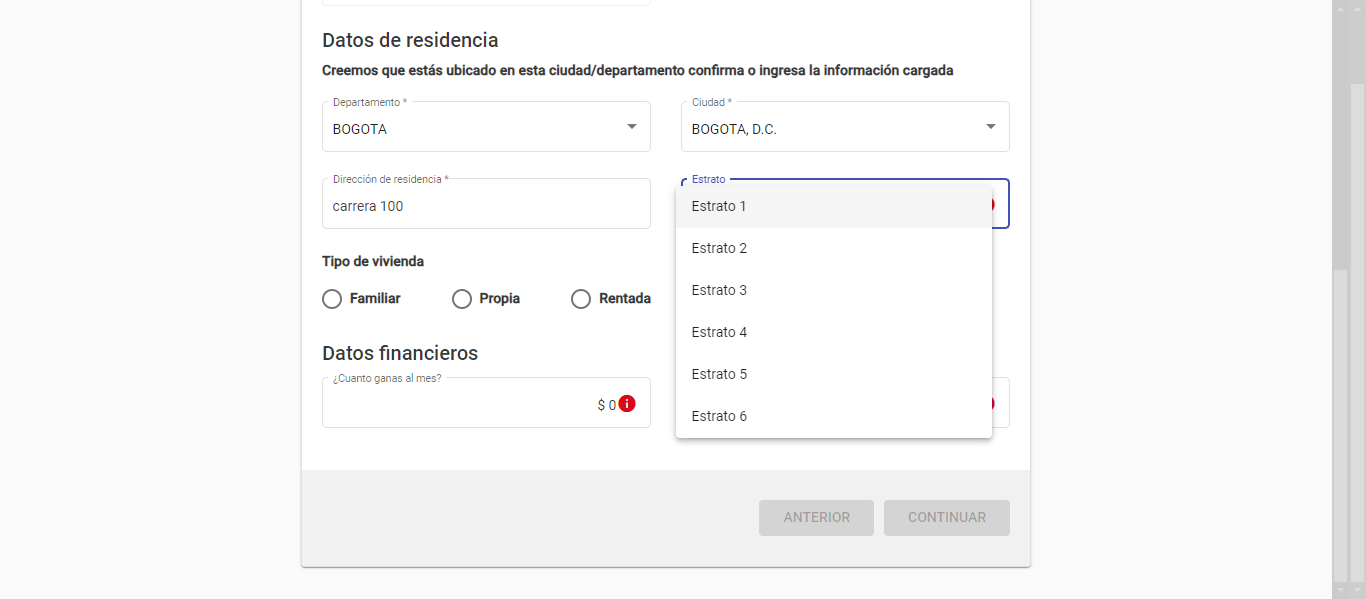 Datos de residencia
Creemos que estás ubicado en esta ciudad/departamento confirma o ingresa la información cargada
Departamento *
BOGOTA
Ciudad *
BOGOTA, D.C.
Dirección de residencia *
carrera 100
Estrato
Estrato 1
Estrato 2
Estrato 3
Estrato 4
Estrato 5
Estrato 6
Tipo de vivienda
Familiar Propia Rentada
Datos financieros
¿Cuanto ganas al mes?
$ 0
ANTERIOR CONTINUAR